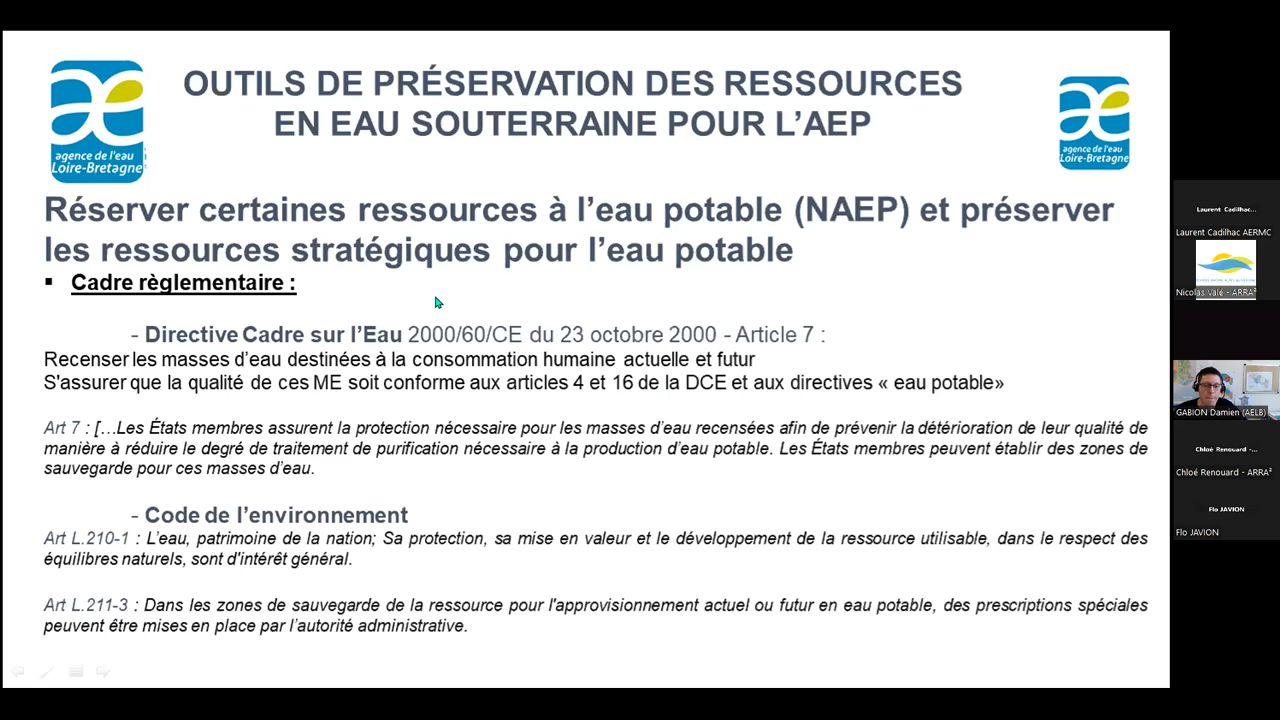 OUTILS DE PRÉSERVATION DES RESSOURCES
EN EAU SOUTERRAINE POUR L'AEP
agence de l'eau
Loire-Bretagne
agence de l'eau
Loire-Bretagne
Réserver certaines ressources à l'eau potable (NAEP) et préserver
les ressources stratégiques pour l'eau potable
▪ Cadre règlementaire :
- Directive Cadre sur l'Eau 2000/60/CE du 23 octobre 2000 - Article 7 :
Recenser les masses d'eau destinées à la consommation humaine actuelle et futur
S'assurer que la qualité de ces ME soit conforme aux articles 4 et 16 de la DCE et aux directives « eau potable»
Art 7 : […Les États membres assurent la protection nécessaire pour les masses d'eau recensées afin de prévenir la détérioration de leur qualité de
manière à réduire le degré de traitement de purification nécessaire à la production d'eau potable. Les États membres peuvent établir des zones de
sauvegarde pour ces masses d'eau.
- Code de l'environnement
Art L.210-1 : L'eau, patrimoine de la nation; Sa protection, sa mise en valeur et le développement de la ressource utilisable, dans le respect des
équilibres naturels, sont d'intérêt général.
Art L.211-3 : Dans les zones de sauvegarde de la ressource pour l'approvisionnement actuel ou futur en eau potable, des prescriptions spéciales
peuvent être mises en place par l'autorité administrative.
Laurent Cadilhac...
Laurent Cadilhac AERMC
Nicolas Valé - ARRA²
GABION Damien (AELB)
Chloé Renouard -...
Chloé Renouard - ARRA²
Flo JAVION
Flo JAVION